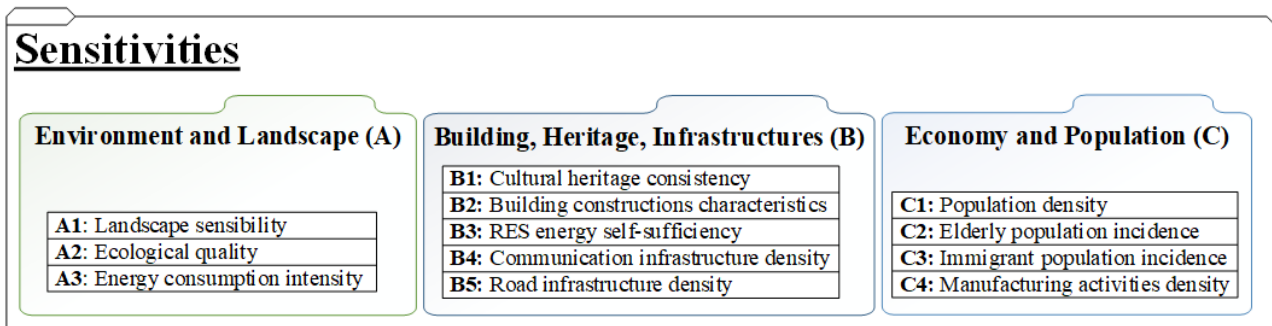 Sensitivities
Environment and Landscape (A)
A1: Landscape sensibility
A2: Ecological quality
A3: Energy consumption intensity
Building, Heritage, Infrastructures (B)
B1: Cultural heritage consistency
B2: Building constructions characteristics
B3: RES energy self-sufficiency
B4: Communication infrastructure density
B5: Road infrastructure density
Economy and Population (C)
C1: Population density
C2: Elderly population incidence
C3: Immigrant population incidence
C4: Manufacturing activities density